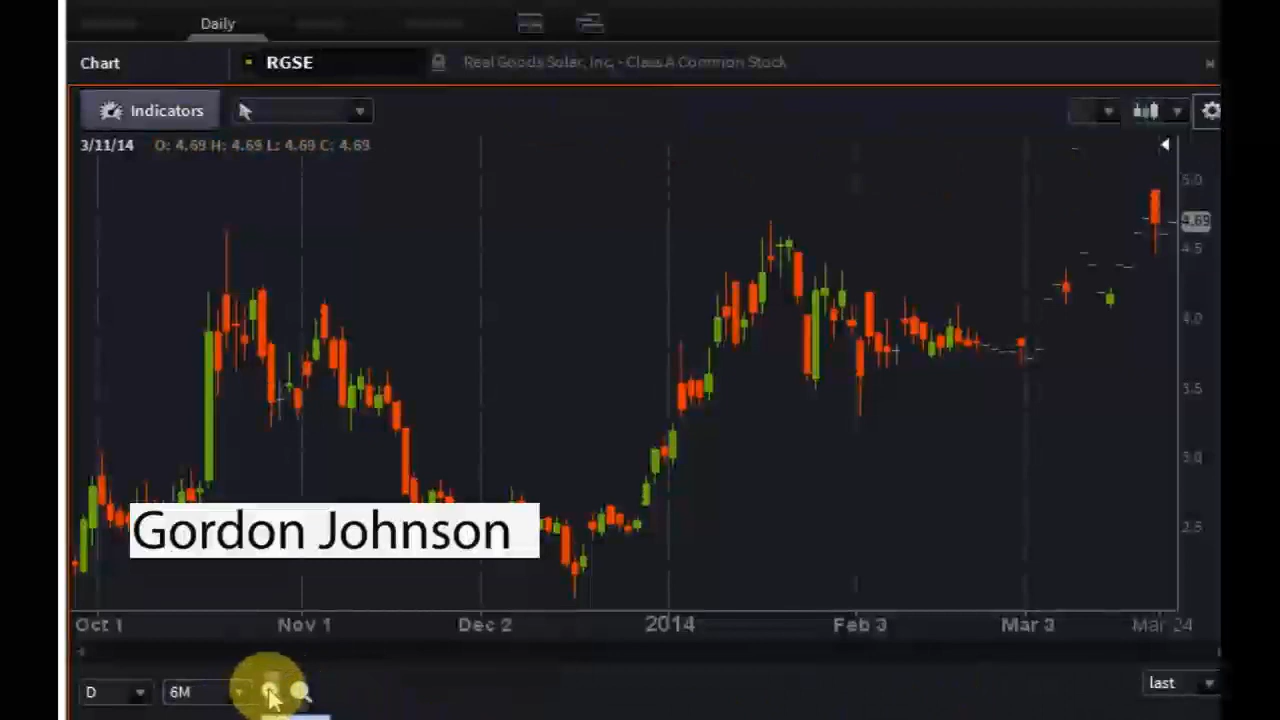 Daily
Chart RGSE Real Goods Solar, Inc. - Class A Common Stock
Indicators
3/11/14 O: 4.69 H: 4.69 L: 4.69 C: 4.69
5.0
4.69
4.5
4.0
3.5
3.0
2.5
Gordon Johnson
Oct 1 Nov 1 Dec 2 2014 Feb 3 Mar 3 Mar 24
D 6M last